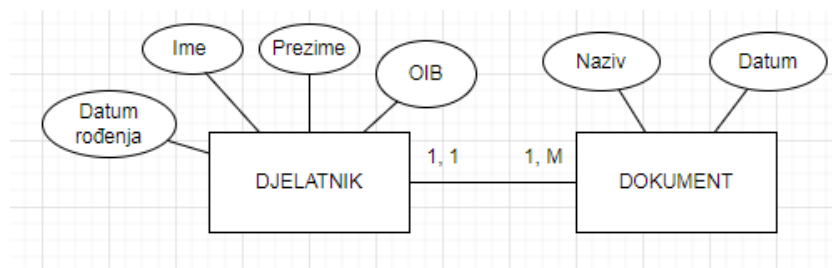 Ime
Prezime
OIB
Naziv
Datum
Datum
rođenja
1, 1
1, M
DJELATNIK
DOKUMENT